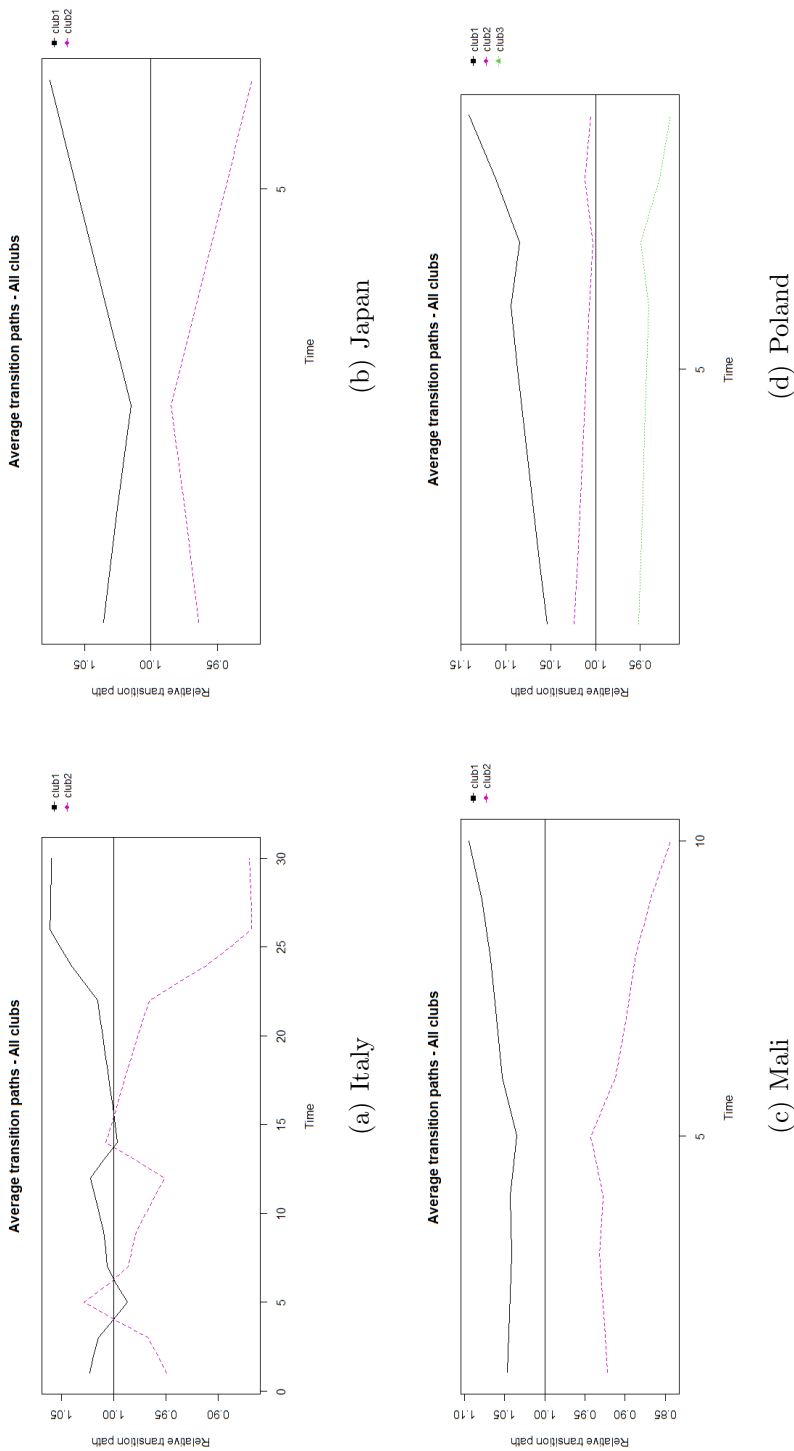 Average transition paths - All clubs
Relative transition path
1.05
1.00
0.95
0.90
0
5
10
15
20
25
30
Time
club1
club2
(a) Italy
Average transition paths - All clubs
Relative transition path
1.05
1.00
0.95
5
Time
club1
club2
(b) Japan
Average transition paths - All clubs
Relative transition path
1.10
1.05
1.00
0.95
0.90
0.85
5
10
Time
club1
club2
(c) Mali
Average transition paths - All clubs
Relative transition path
1.15
1.10
1.05
1.00
0.95
5
Time
club1
club2
club3
(d) Poland